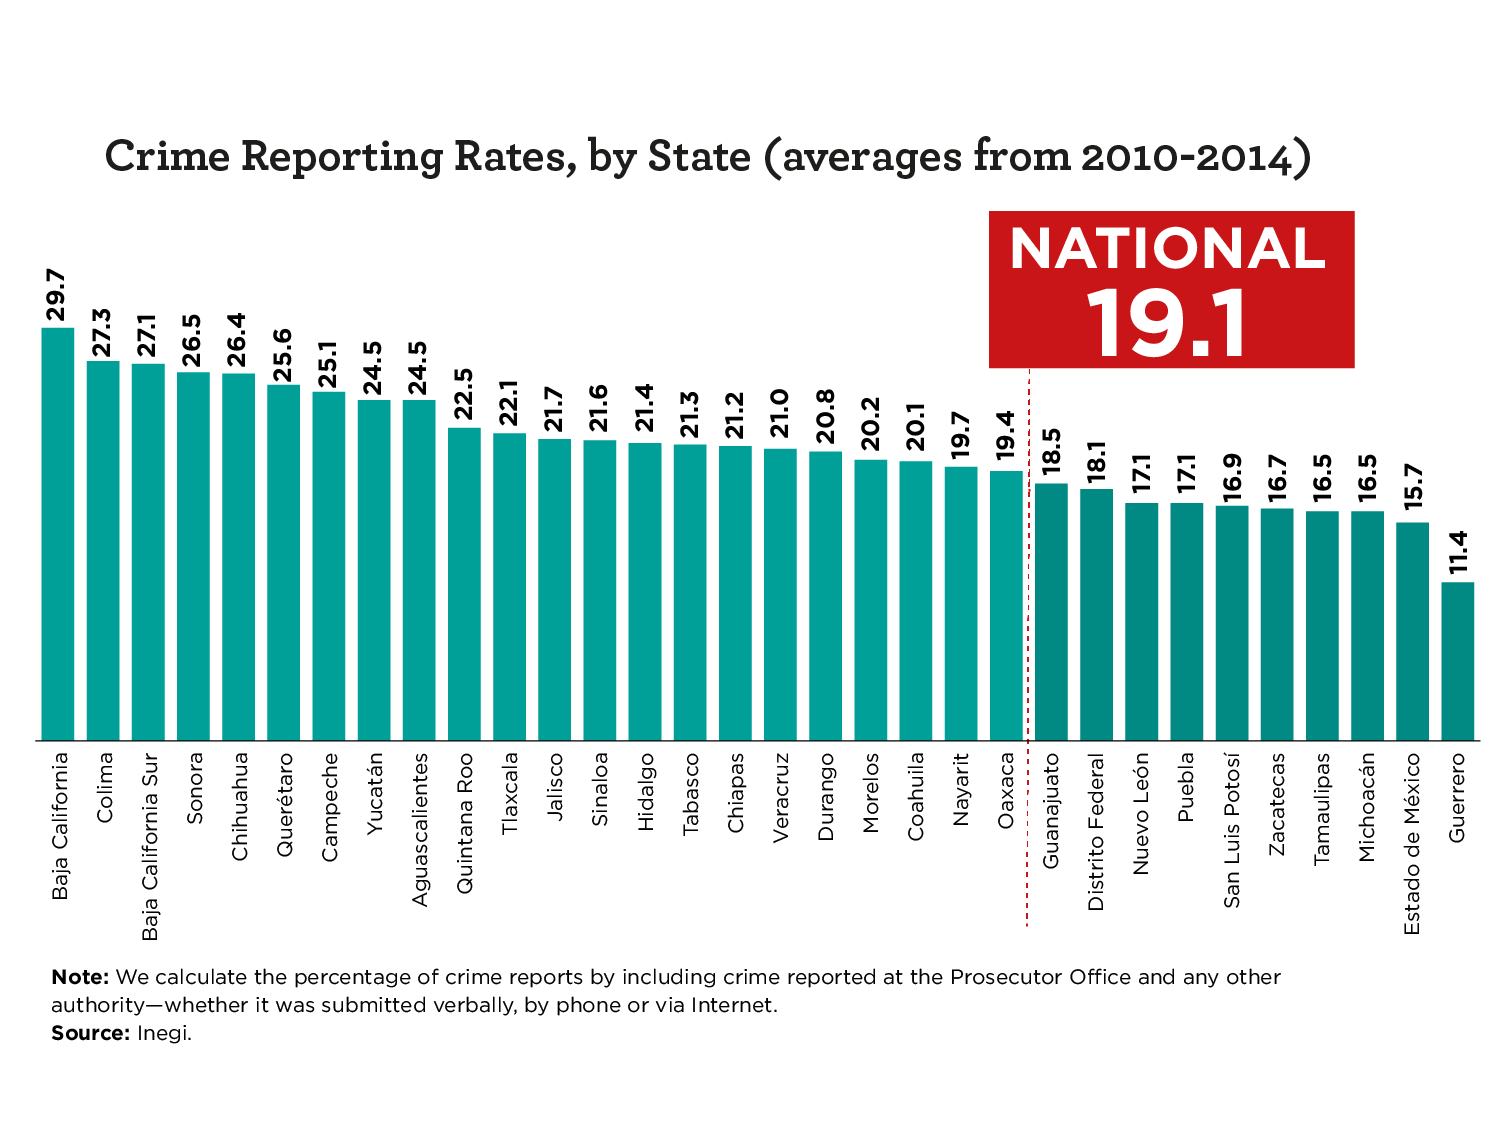 Crime Reporting Rates, by State (averages from 2010-2014)
NATIONAL
19.1
29.7
27.3
27.1
26.5
26.4
25.6
25.1
24.5
24.5
22.5
22.1
21.7
21.6
21.4
21.3
21.2
21.0
20.8
20.2
20.1
19.7
19.4
18.5
18.1
17.1
17.1
16.9
16.7
16.5
16.5
15.7
11.4
Baja California
Colima
Baja California Sur
Sonora
Chihuahua
Querétaro
Campeche
Yucatán
Aguascalientes
Quintana Roo
Tlaxcala
Jalisco
Sinaloa
Hidalgo
Tabasco
Chiapas
Veracruz
Durango
Morelos
Coahuila
Nayarit
Oaxaca
Guanajuato
Distrito Federal
Nuevo León
Puebla
San Luis Potosí
Zacatecas
Tamaulipas
Michoacán
Estado de México
Guerrero
Note: We calculate the percentage of crime reports by including crime reported at the Prosecutor Office and any other
authority—whether it was submitted verbally, by phone or via Internet.
Source: Inegi.